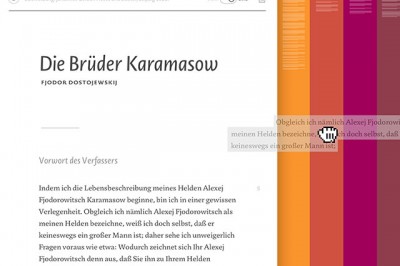 Die Brüder Karamasow
FJODOR DOSTOJEWSKIJ
Obgleich ich nämlich Alexej Fjodorowi
meinen Helden bezeichne, ich doch selbst, daß
keineswegs ein großer Mann ist;
Vorwort des Verfassers
Indem ich die Lebensbeschreibung meines Helden Alexej
Fjodorowitsch Karamasow beginne, bin ich in einer gewissen
Verlegenheit. Obgleich ich nämlich Alexej Fjodorowitsch als
meinen Helden bezeichne, weiß ich doch selbst, daß er
keineswegs ein großer Mann ist; daher sehe ich unweigerlich
Fragen voraus wie etwa: Wodurch zeichnet sich Ihr Alexej
Fjodorowitsch denn aus, daß Sie ihn zu Ihrem Helden